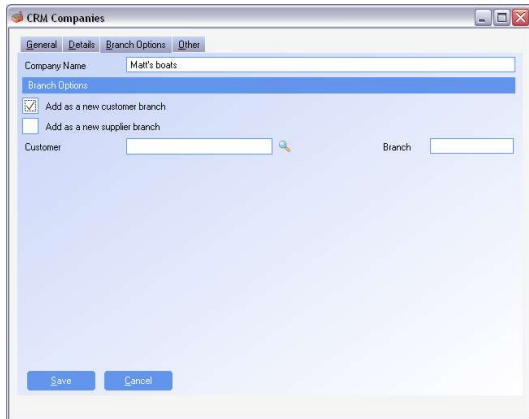 CRM Companies
General Details Branch Options Other
Company Name Matt's boats
Branch Options
Add as a new customer branch
Add as a new supplier branch
Customer Branch
Save Cancel